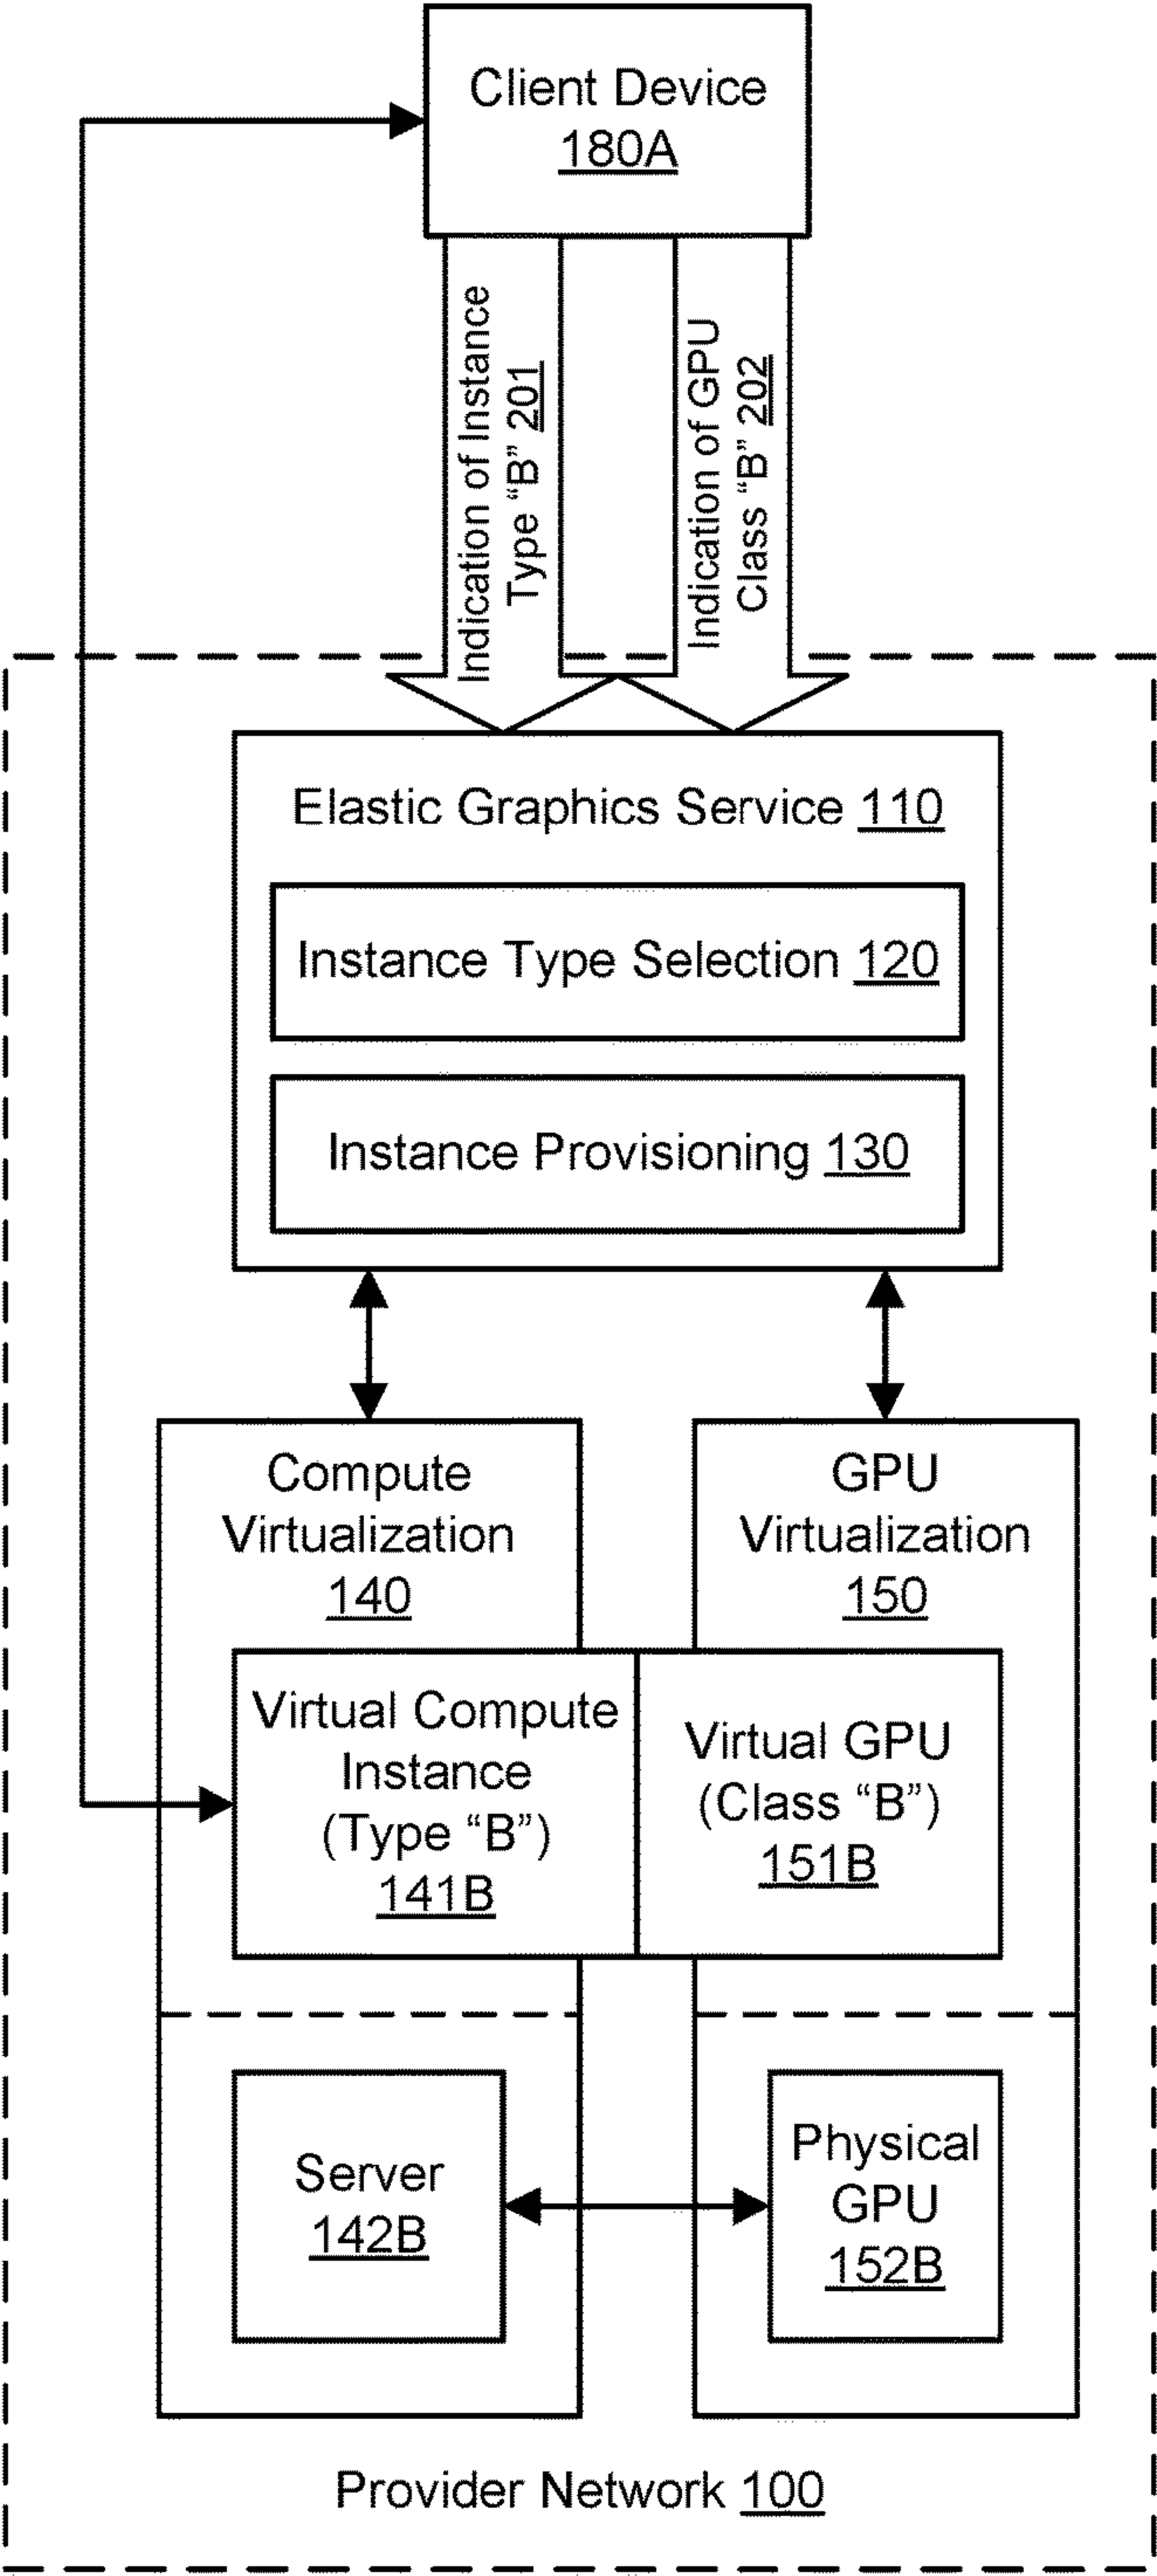 Client Device
180A
Indication of Instance
Type “B” 201
Indication of GPU
Class “B” 202
Elastic Graphics Service 110
Instance Type Selection 120
Instance Provisioning 130
Compute
Virtualization
140
GPU
Virtualization
150
Virtual Compute
Instance
(Type “B”)
141B
Virtual GPU
(Class “B”)
151B
Server
142B
Physical
GPU
152B
Provider Network 100